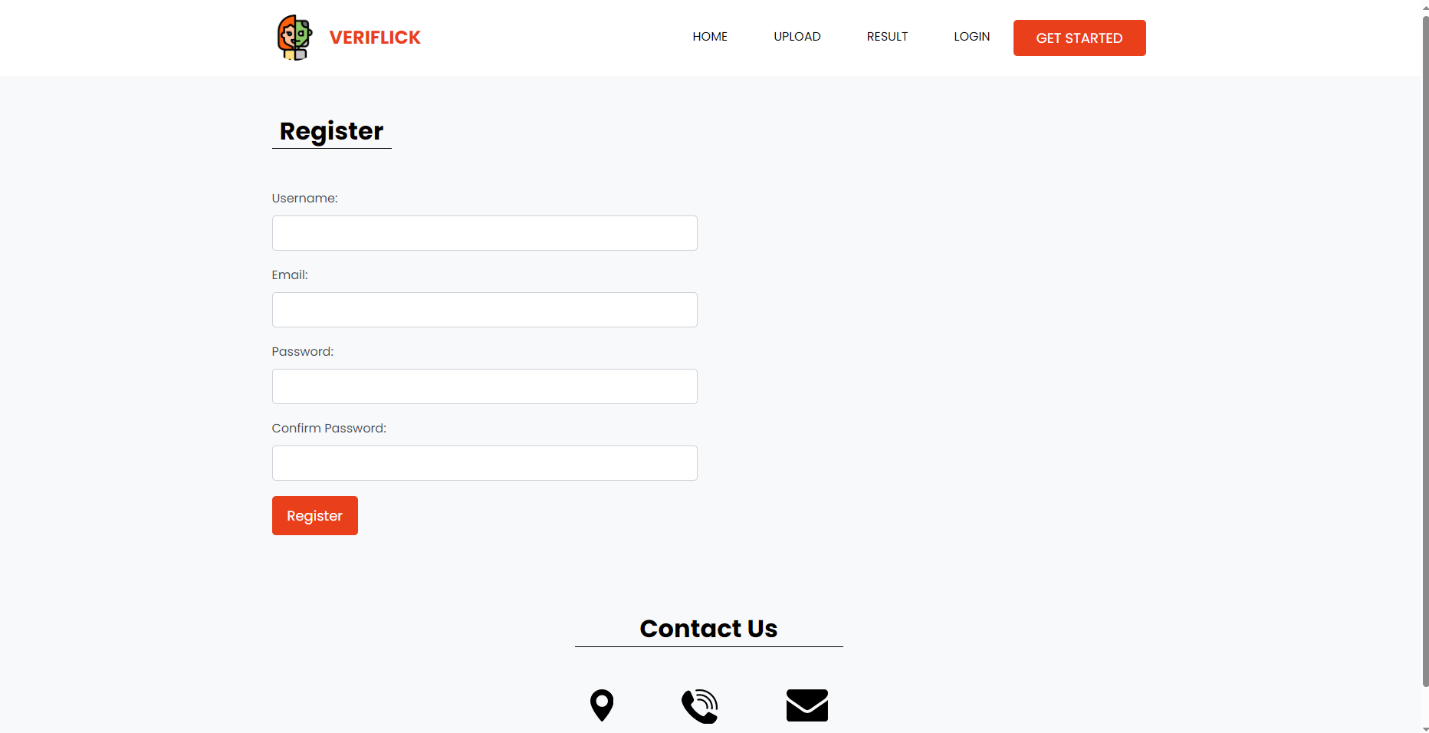 VERIFLICK
HOME UPLOAD RESULT LOGIN GET STARTED
Register
Username:
Email:
Password:
Confirm Password:
Register
Contact Us